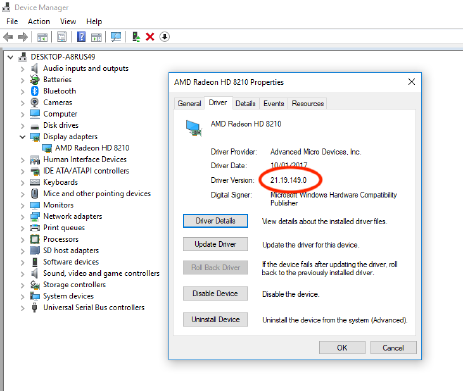 Device Manager
File Action View Help
DESKTOP-A8RUS49
Audio inputs and outputs
Batteries
Bluetooth
Cameras
Computer
Disk drives
Display adapters
AMD Radeon HD 8210
Human Interface Devices
IDE ATA/ATAPI controllers
Keyboards
Mice and other pointing devices
Monitors
Network adapters
Print queues
Processors
SD host adapters
Software devices
Sound, video and game controllers
Storage controllers
System devices
Universal Serial Bus controllers
AMD Radeon HD 8210 Properties
General Driver Details Events Resources
AMD Radeon HD 8210
Driver Provider: Advanced Micro Devices, Inc.
Driver Date: 10/01/2017
Driver Version: 21.19.149.0
Digital Signer: Microsoft Windows Hardware Compatibility
Publisher
Driver Details View details about the installed driver files.
Update Driver Update the driver for this device.
Roll Back Driver If the device fails after updating the driver, roll
back to the previously installed driver.
Disable Device Disable the device.
Uninstall Device Uninstall the device from the system (Advanced).
OK Cancel